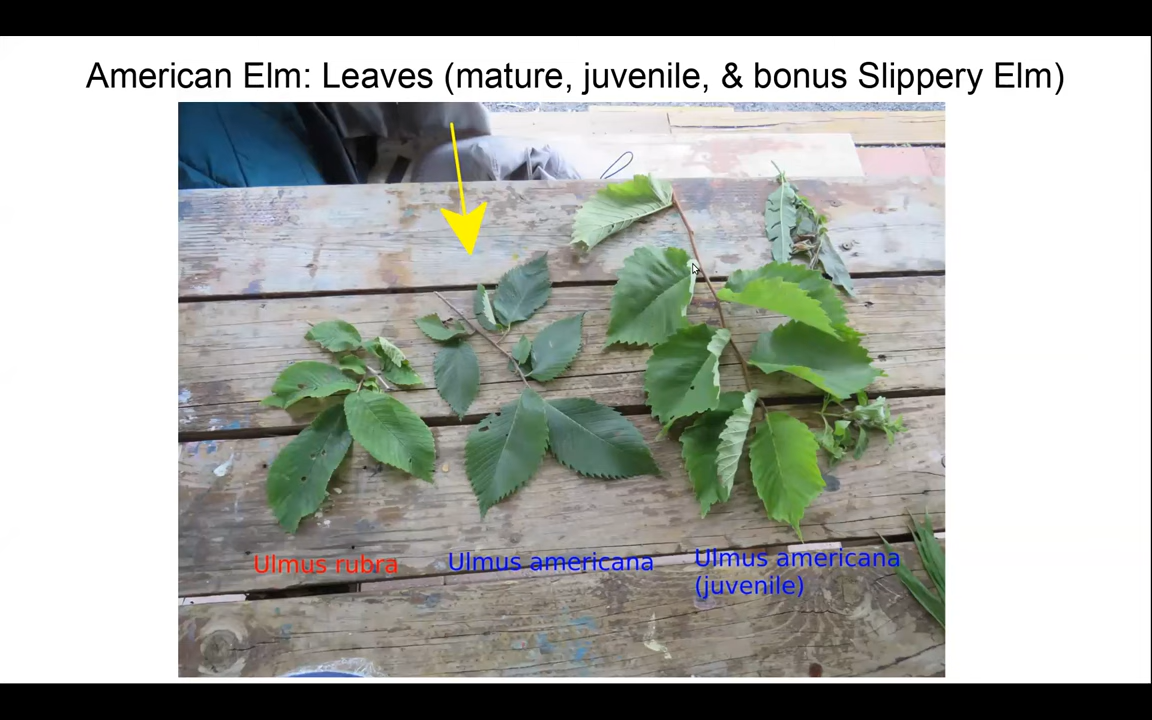 American Elm: Leaves (mature, juvenile, & bonus Slippery Elm)
Ulmus rubra
Ulmus americana
Ulmus americana
(juvenile)